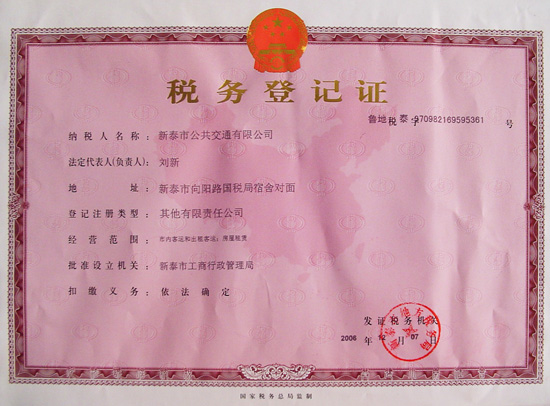 税务登记证
鲁地税泰字370982169595361号
纳税人名称：新泰市公共交通有限公司
法定代表人(负责人)：刘新
地址：新泰市向阳路国税局宿舍对面
登记注册类型：其他有限责任公司
经营范围：市内客运和出租客运；房屋租赁
批准设立机关：新泰市工商行政管理局
扣缴义务：依法确定
发证税务机关
2006年12月07日
国家税务总局监制